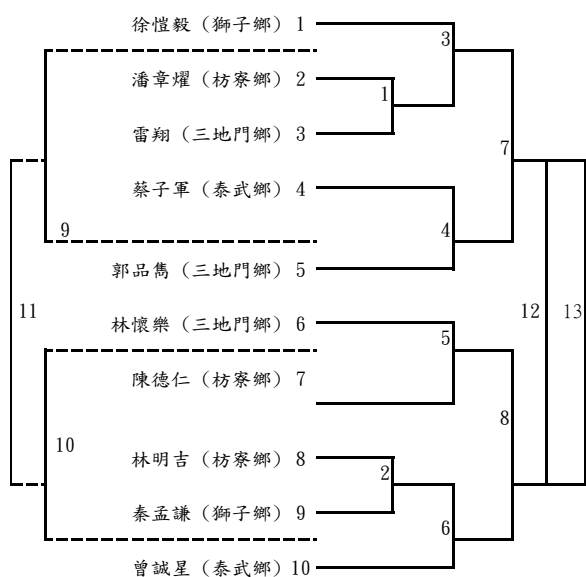 徐愷毅（獅子鄉）1
3
潘章燿（枋寮鄉）2
1
雷翔（三地門鄉）3
7
蔡子軍（泰武鄉）4
9
4
郭品雋（三地門鄉）5
11
林懷樂（三地門鄉）6
12
13
5
陳德仁（枋寮鄉）7
8
10
林明吉（枋寮鄉）8
2
秦孟謙（獅子鄉）9
6
曾誠星（泰武鄉）10